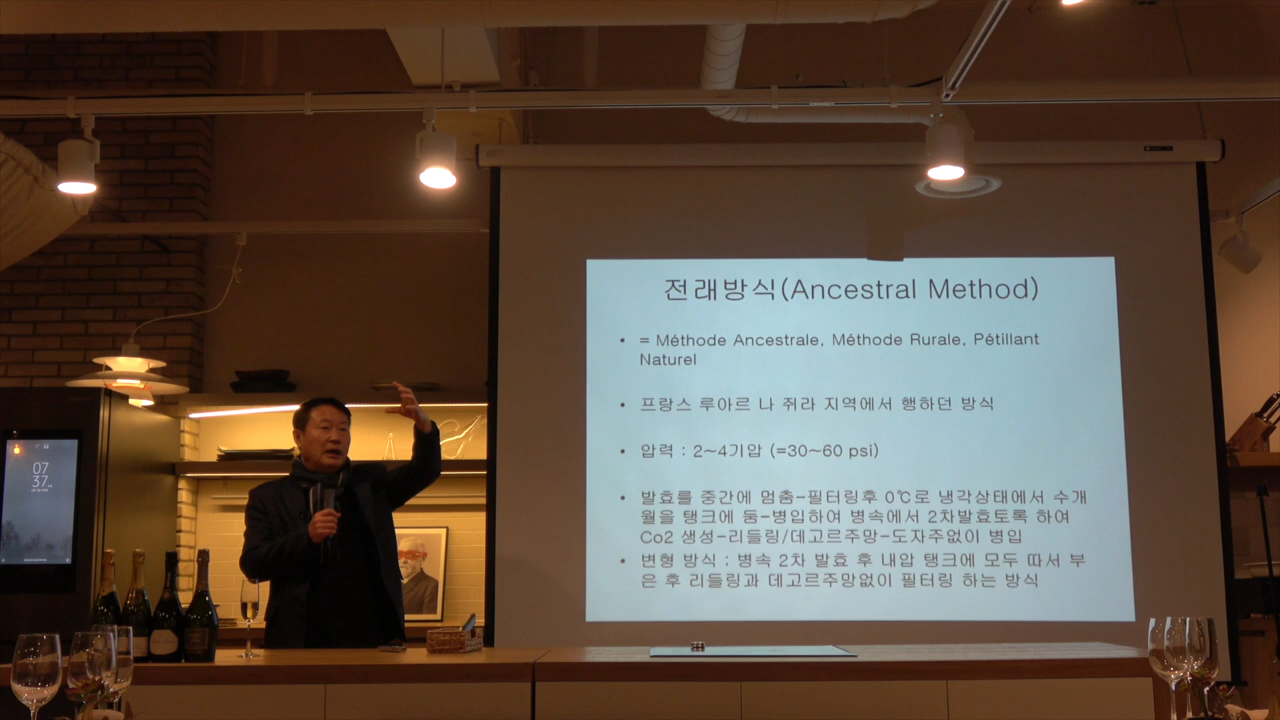 전래방식(Ancestral Method)
• = Méthode Ancestrale, Méthode Rurale, Pétillant
Naturel
• 프랑스 루아르 나 쥐라 지역에서 행하던 방식
• 압력 : 2~4기압 (=30~60 psi)
• 발효를 중간에 멈춤-필터링후 0℃로 냉각상태에서 수개
월을 탱크에 둠-병입하여 병속에서 2차발효토록 하여
Co2 생성-리들링/데고르주망-도자주없이 병입
• 변형 방식 : 병속 2차 발효 후 내압 탱크에 모두 따서 부
은 후 리들링과 데고르주망없이 필터링 하는 방식
07
37